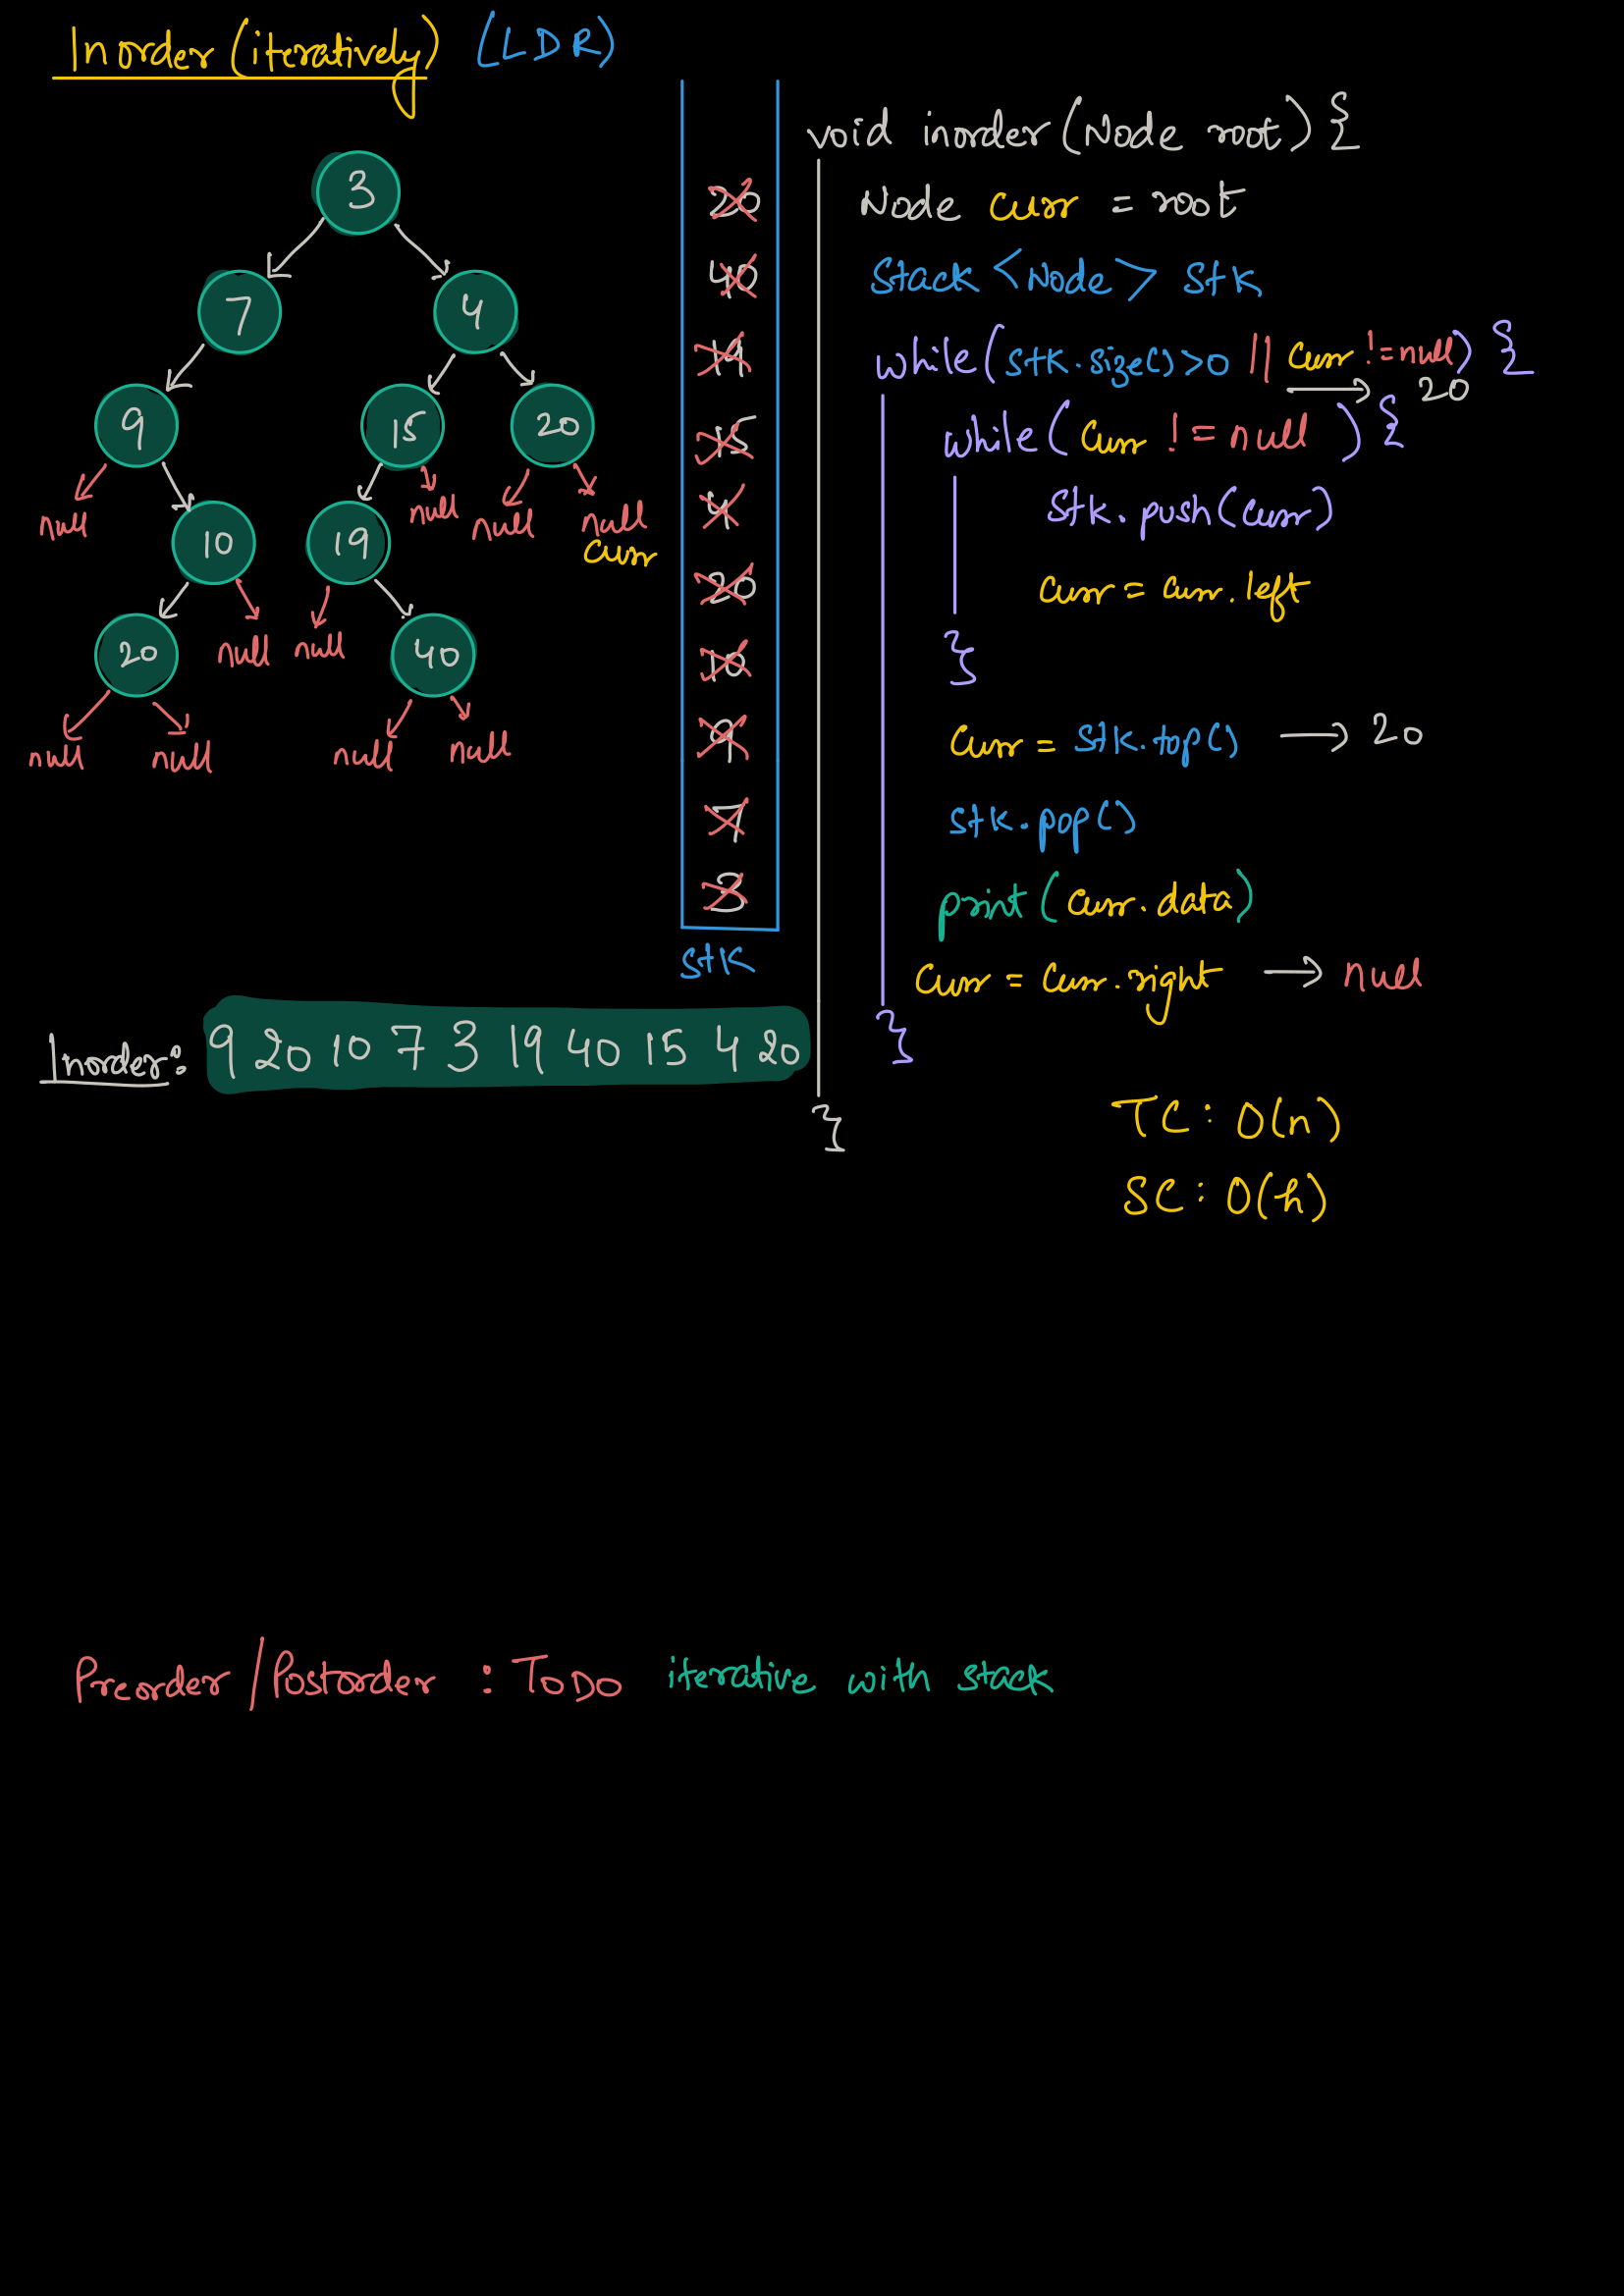 Inorder (iteratively) (LDR)
3
7 4
9 15 20
null 10 19 null null null
curr
20 null null 40
null null null null
20
40
19
15
4
20
10
9
7
3
stk
Inorder: 9 20 10 7 3 19 40 15 4 20
void inorder(Node root) {
Node curr = root
Stack <Node> stk
while(stk.size()>0 || curr !=null) {
20
while( curr != null ) {
stk.push(curr)
curr = curr.left
}
curr = stk.top() → 20
stk.pop()
print(curr.data)
curr = curr.right → null
}
}
TC : O(n)
SC : O(h)
Preorder/Postorder : TODO iterative with stack